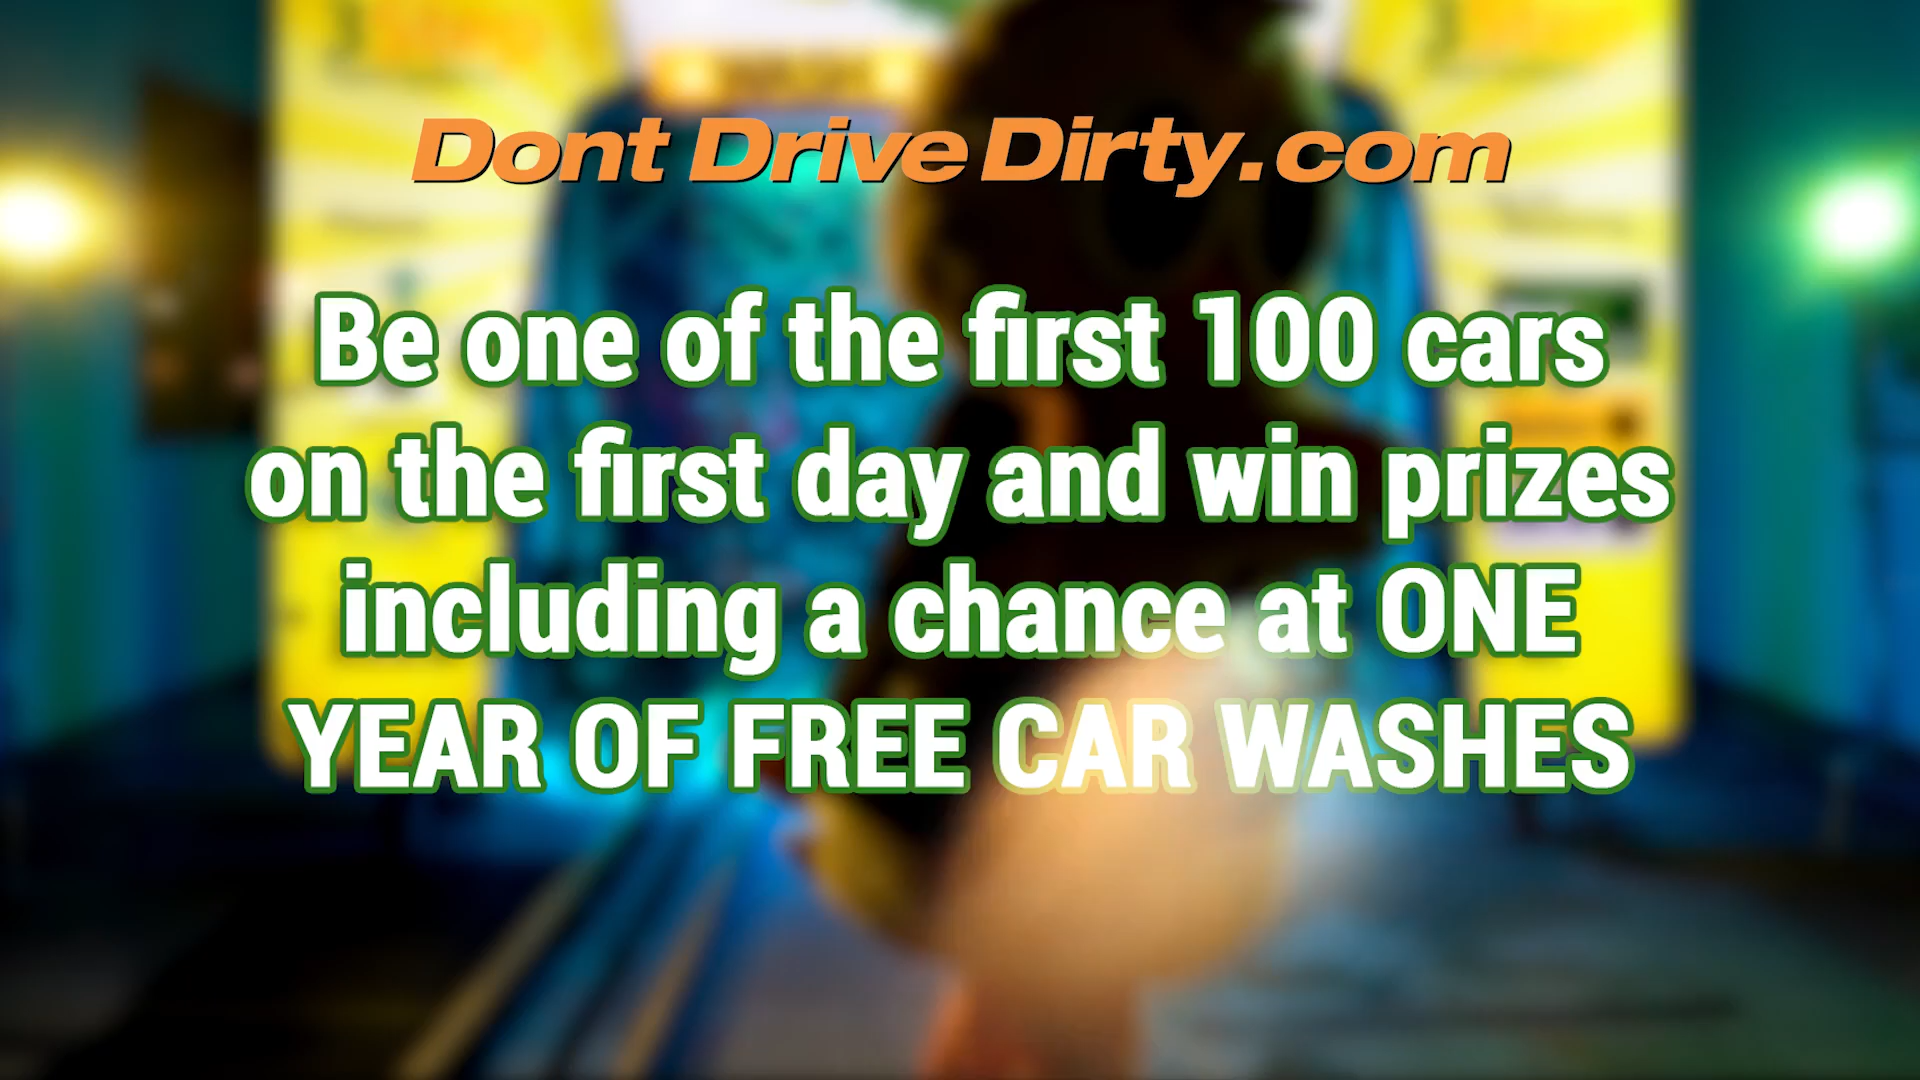 Dont Drive Dirty.com
Be one of the first 100 cars
on the first day and win prizes
including a chance at ONE
YEAR OF FREE CAR WASHES